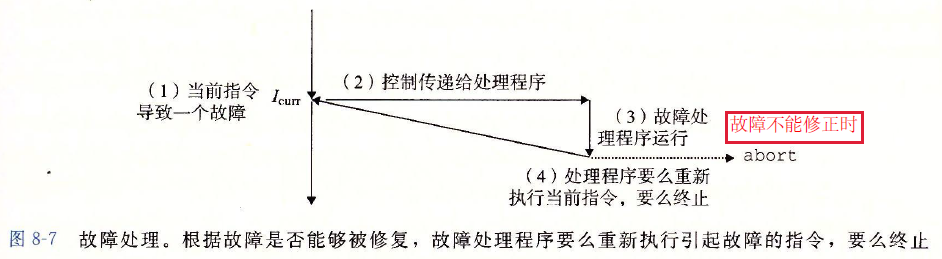 (1) 当前指令
导致一个故障
Icurr
(2) 控制传递给处理程序
(3) 故障处
理程序运行
故障不能修正时
abort
(4) 处理程序要么重新
执行当前指令，要么终止
图 8-7 故障处理。根据故障是否能够被修复，故障处理程序要么重新执行引起故障的指令，要么终止